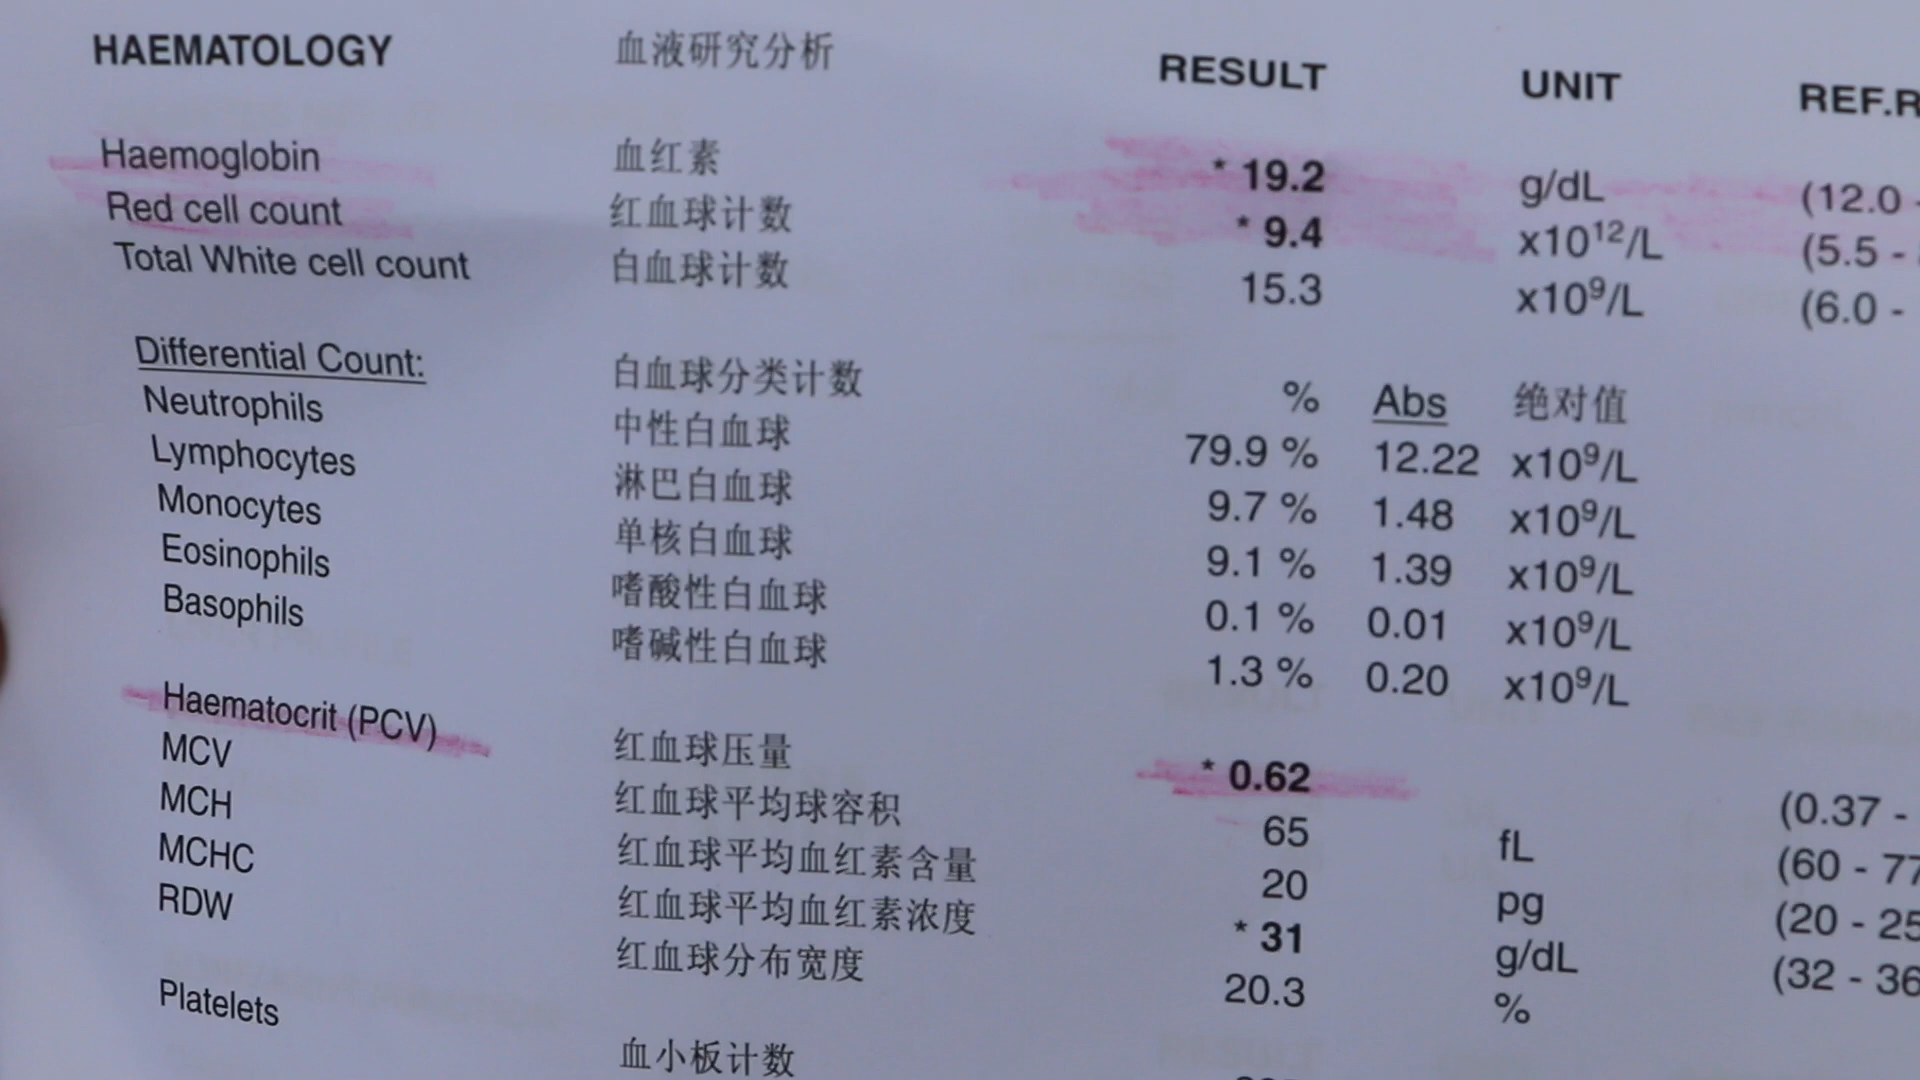 HAEMATOLOGY 血液研究分析 RESULT UNIT REF.R
Haemoglobin 血红素 * 19.2 g/dL (12.0 -
Red cell count 红血球计数 * 9.4 x10¹²/L (5.5 -
Total White cell count 白血球计数 15.3 x10⁹/L (6.0 -
Differential Count: 白血球分类计数 % Abs 绝对值
Neutrophils 中性白血球 79.9 % 12.22 x10⁹/L
Lymphocytes 淋巴白血球 9.7 % 1.48 x10⁹/L
Monocytes 单核白血球 9.1 % 1.39 x10⁹/L
Eosinophils 嗜酸性白血球 0.1 % 0.01 x10⁹/L
Basophils 嗜碱性白血球 1.3 % 0.20 x10⁹/L
Haematocrit (PCV) 红血球压量 * 0.62 (0.37 -
MCV 红血球平均球容积 65 fL (60 - 77
MCH 红血球平均血红素含量 20 pg (20 - 25
MCHC 红血球平均血红素浓度 * 31 g/dL (32 - 36
RDW 红血球分布宽度 20.3 %
Platelets 血小板计数